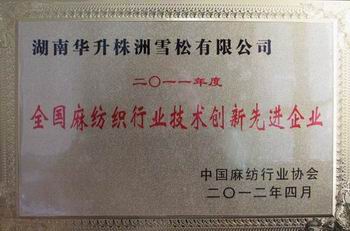 湖南华升株洲雪松有限公司
二〇一一年度
全国麻纺织行业技术创新先进企业
中国麻纺行业协会
二〇一二年四月